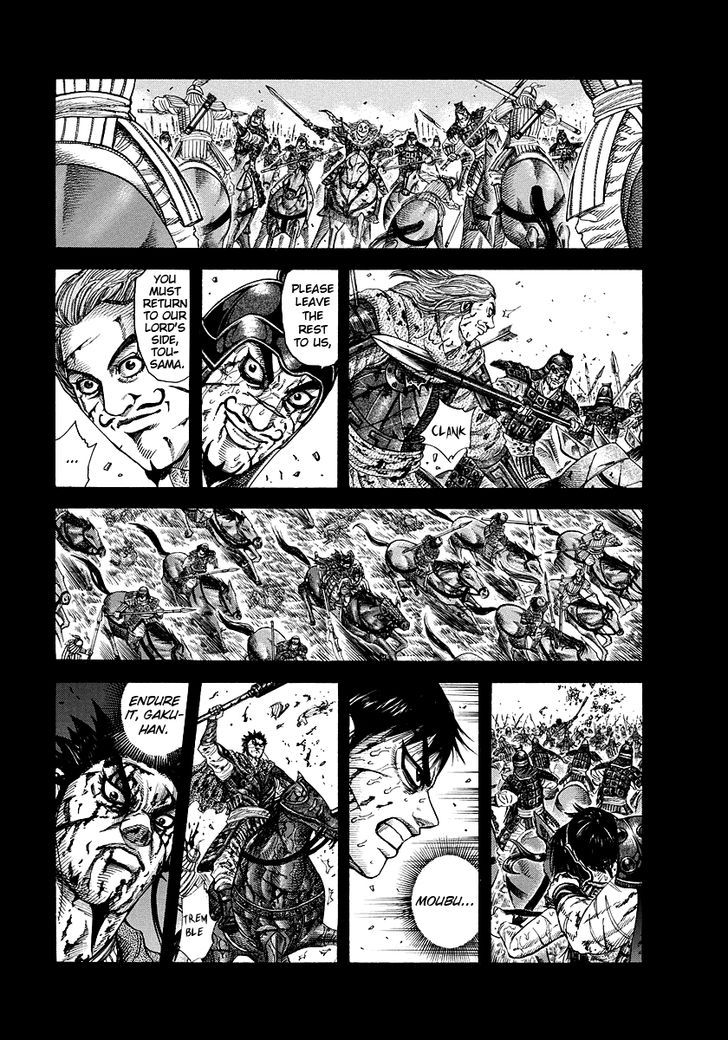 CLANK
PLEASE
LEAVE
THE
REST
TO US,
YOU
MUST
RETURN
TO OUR
LORD'S
SIDE,
TOU-
SAMA.
...
MOUBU...
TREM
BLE
ENDURE
IT, GAKU-
HAN.